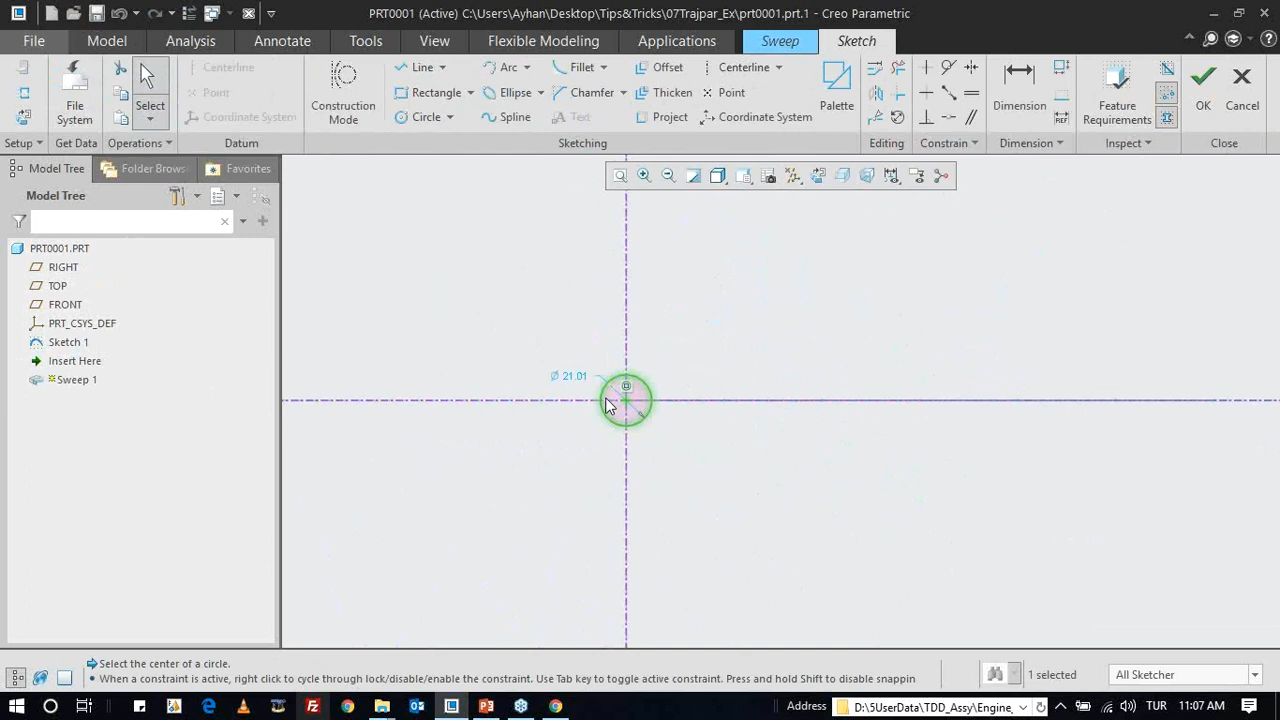 PRT0001 (Active) C:\Users\Ayhan\Desktop\Tips&Tricks\07Trajpar_Ex\prt0001.prt.1 - Creo Parametric
File Model Analysis Annotate Tools View Flexible Modeling Applications Sweep Sketch
Centerline
Point
Coordinate System
File System
Select
Construction Mode
Line Arc Fillet Offset Centerline
Rectangle Ellipse Chamfer Thicken Point
Circle Spline Text Project Coordinate System
Palette
Dimension
Feature Requirements
OK Cancel
Setup Get Data Operations Datum Sketching Editing Constrain Dimension Inspect Close
Model Tree Folder Brows Favorites
Model Tree
PRT0001.PRT
RIGHT
TOP
FRONT
PRT_CSYS_DEF
Sketch 1
Insert Here
Sweep 1
Ø 21.01
Select the center of a circle.
When a constraint is active, right click to cycle through lock/disable/enable the constraint. Use Tab key to toggle active constraint. Press and hold Shift to disable snappin
1 selected All Sketcher
Address D:\5UserData\TDD_Assy\Engine_ TUR 11:07 AM